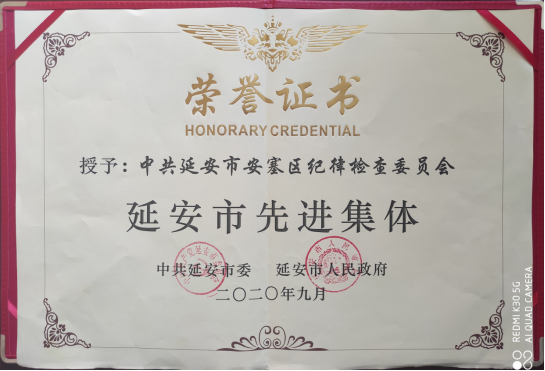 荣誉证书
HONORARY CREDENTIAL
授予：中共延安市安塞区纪律检查委员会
延安市先进集体
中共延安市委 延安市人民政府
二〇二〇年九月
REDMI K30 5G
AI QUAD CAMERA